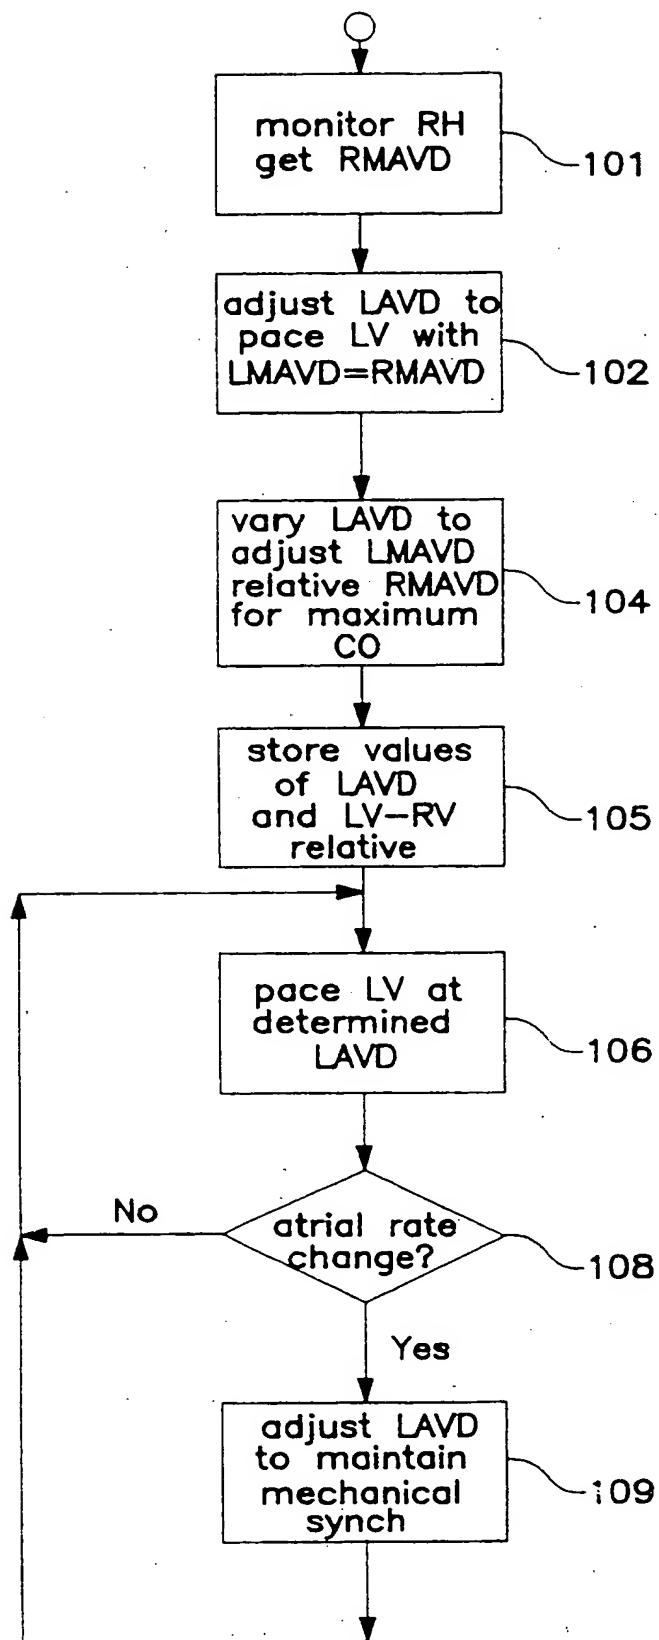 monitor RH
get RMAVD
101
adjust LAVD to
pace LV with
LMAVD=RMAVD
102
vary LAVD to
adjust LMAVD
relative RMAVD
for maximum
CO
104
store values
of LAVD
and LV-RV
relative
105
pace LV at
determined
LAVD
106
No
atrial rate
change?
108
Yes
adjust LAVD
to maintain
mechanical
synch
109